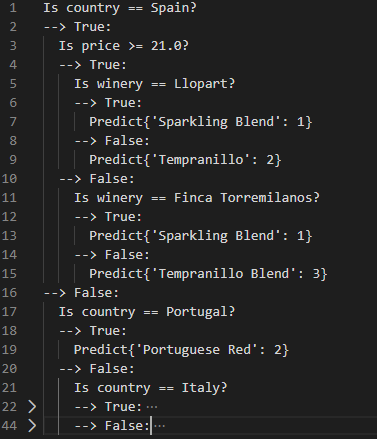 1 Is country == Spain?
2 --> True:
3 Is price >= 21.0?
4 --> True:
5 Is winery == Llopart?
6 --> True:
7 Predict{'Sparkling Blend': 1}
8 --> False:
9 Predict{'Tempranillo': 2}
10 --> False:
11 Is winery == Finca Torremilanos?
12 --> True:
13 Predict{'Sparkling Blend': 1}
14 --> False:
15 Predict{'Tempranillo Blend': 3}
16 --> False:
17 Is country == Portugal?
18 --> True:
19 Predict{'Portuguese Red': 2}
20 --> False:
21 Is country == Italy?
22 > --> True:···
44 > --> False:···